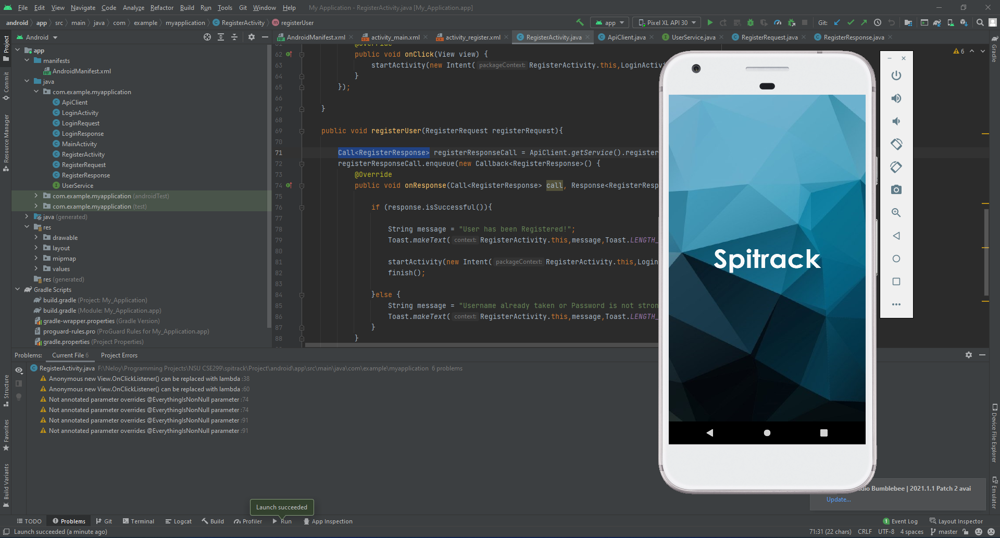 File Edit View Navigate Code Analyze Refactor Build Run Tools Git Window Help My Application - RegisterActivity.java [My_Application.app]
android app src main java com example myapplication RegisterActivity registerUser app Pixel XL API 30 Git:
Android AndroidManifest.xml activity_main.xml activity_register.xml RegisterActivity.java ApiClient.java UserService.java RegisterRequest.java RegisterResponse.java
Project
Commit
Resource Manager
Structure
Favorites
Build Variants
app
manifests
AndroidManifest.xml
java
com.example.myapplication
ApiClient
LoginActivity
LoginRequest
LoginResponse
MainActivity
RegisterActivity
RegisterRequest
RegisterResponse
UserService
com.example.myapplication (androidTest)
com.example.myapplication (test)
java (generated)
res
drawable
layout
mipmap
values
res (generated)
Gradle Scripts
build.gradle (Project: My_Application)
build.gradle (Module: My_Application.app)
gradle-wrapper.properties (Gradle Version)
proguard-rules.pro (ProGuard Rules for My_Application.app)
gradle.properties (Project Properties)
@Override
62 public void onClick(View view) {
63 startActivity(new Intent( packageContext: RegisterActivity.this,LoginActivi
64 }
65 });
66
67 }
68
69 public void registerUser(RegisterRequest registerRequest){
70
71 Call<RegisterResponse> registerResponseCall = ApiClient.getService().register
72 registerResponseCall.enqueue(new Callback<RegisterResponse>() {
73 @Override
74 public void onResponse(Call<RegisterResponse> call, Response<RegisterResp
75
76 if (response.isSuccessful()){
77
78 String message = "User has been Registered!";
79 Toast.makeText( context: RegisterActivity.this,message,Toast.LENGTH_
80
81 startActivity(new Intent( packageContext: RegisterActivity.this,Login
82 finish();
83
84 }else {
85 String message = "Username already taken or Password is not stron
86 Toast.makeText( context: RegisterActivity.this,message,Toast.LENGTH_
87 }
88 }
6
Spitrack
Gradle
Device File Explorer
Emulator
Problems: Current File 6 Project Errors
RegisterActivity.java F:\Neloy\Programming Projects\NSU CSE299\spitrack\Project\android\app\src\main\java\com\example\myapplication 6 problems
Anonymous new View.OnClickListener() can be replaced with lambda :38
Anonymous new View.OnClickListener() can be replaced with lambda :60
Not annotated parameter overrides @EverythingIsNonNull parameter :74
Not annotated parameter overrides @EverythingIsNonNull parameter :74
Not annotated parameter overrides @EverythingIsNonNull parameter :91
Not annotated parameter overrides @EverythingIsNonNull parameter :91
dio Bumblebee | 2021.1.1 Patch 2 avai
Update...
Launch succeeded
TODO Problems Git Terminal Logcat Build Profiler Run App Inspection 1 Event Log Layout Inspector
Launch succeeded (a minute ago) 71:31 (22 chars) CRLF UTF-8 4 spaces master